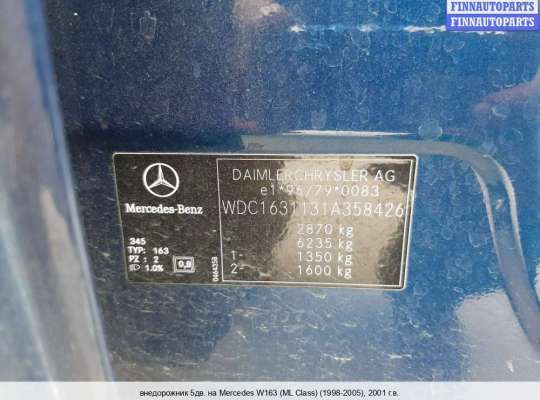 FINNAUTOPARTS
FINNAUTOPARTS
Mercedes-Benz
345
TYP: 163
PZ : 2
1.0%
0,8
0464358
DAIMLERCHRYSLER AG
e1*96/79*0083
WDC1631131A358426
2870 kg
6235 kg
1- 1350 kg
2- 1600 kg
внедорожник 5дв. на Mercedes W163 (ML Class) (1998-2005), 2001 г.в.